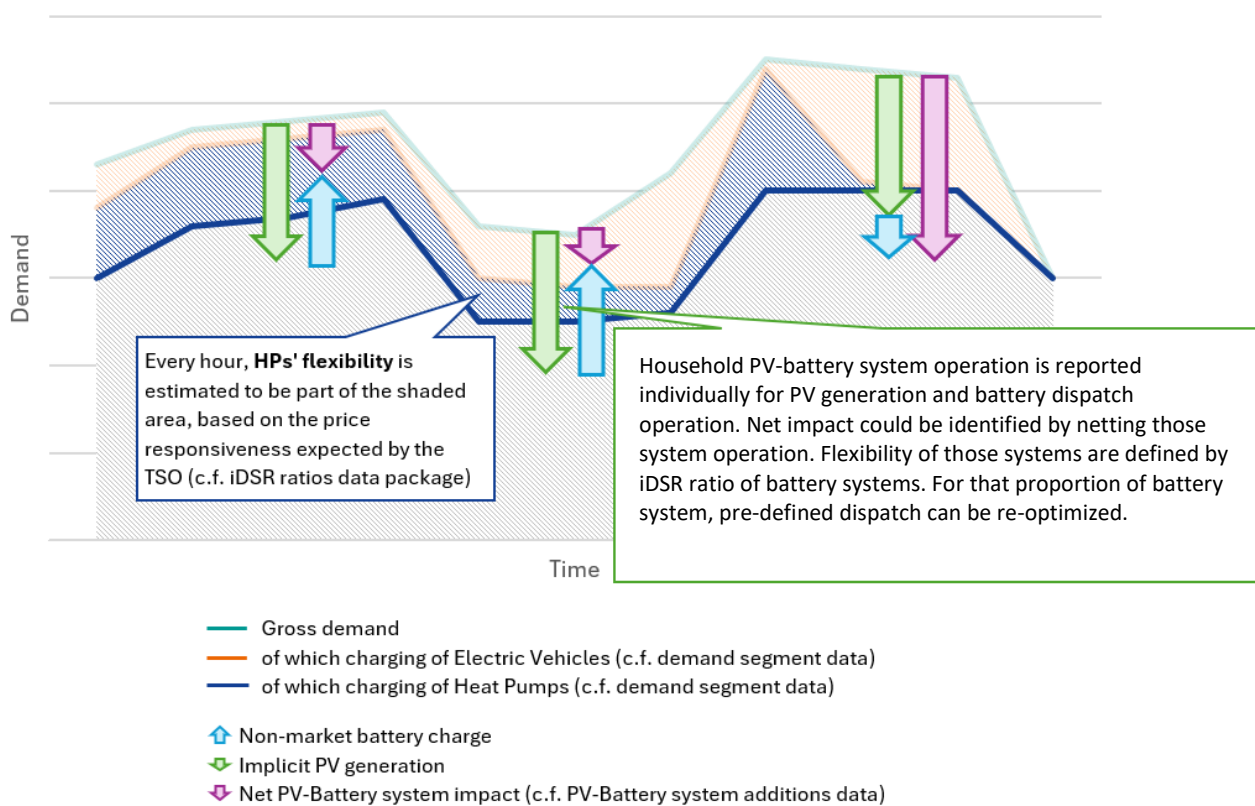 Demand
Every hour, HPs' flexibility is
estimated to be part of the shaded
area, based on the price
responsiveness expected by the
TSO (c.f. iDSR ratios data package)
Household PV-battery system operation is reported
individually for PV generation and battery dispatch
operation. Net impact could be identified by netting those
system operation. Flexibility of those systems are defined by
iDSR ratio of battery systems. For that proportion of battery
system, pre-defined dispatch can be re-optimized.
Time
Gross demand
of which charging of Electric Vehicles (c.f. demand segment data)
of which charging of Heat Pumps (c.f. demand segment data)
Non-market battery charge
Implicit PV generation
Net PV-Battery system impact (c.f. PV-Battery system additions data)